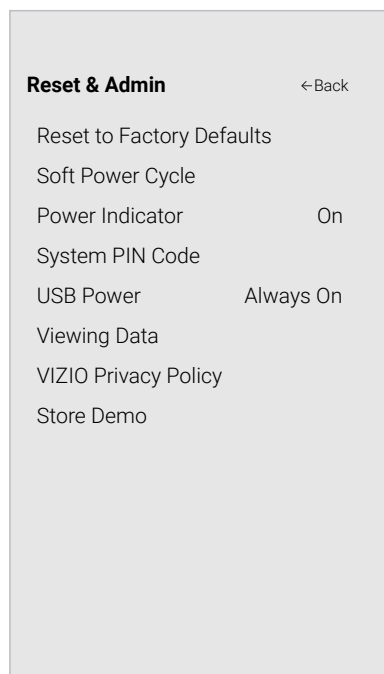 Reset & Admin ←Back
Reset to Factory Defaults
Soft Power Cycle
Power Indicator On
System PIN Code
USB Power Always On
Viewing Data
VIZIO Privacy Policy
Store Demo